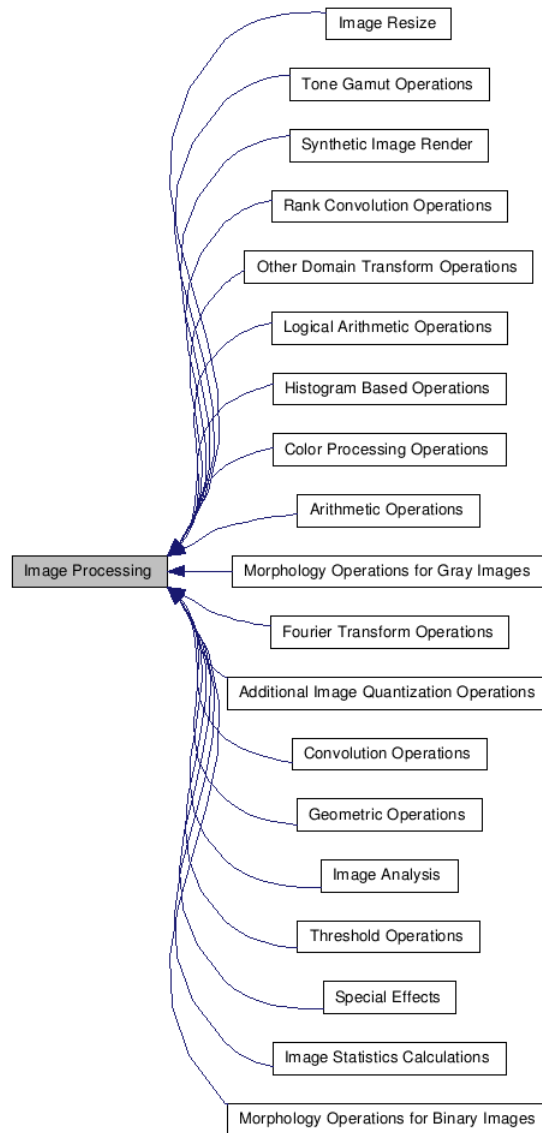 Image Resize
Tone Gamut Operations
Synthetic Image Render
Rank Convolution Operations
Other Domain Transform Operations
Logical Arithmetic Operations
Histogram Based Operations
Color Processing Operations
Arithmetic Operations
Image Processing
Morphology Operations for Gray Images
Fourier Transform Operations
Additional Image Quantization Operations
Convolution Operations
Geometric Operations
Image Analysis
Threshold Operations
Special Effects
Image Statistics Calculations
Morphology Operations for Binary Images